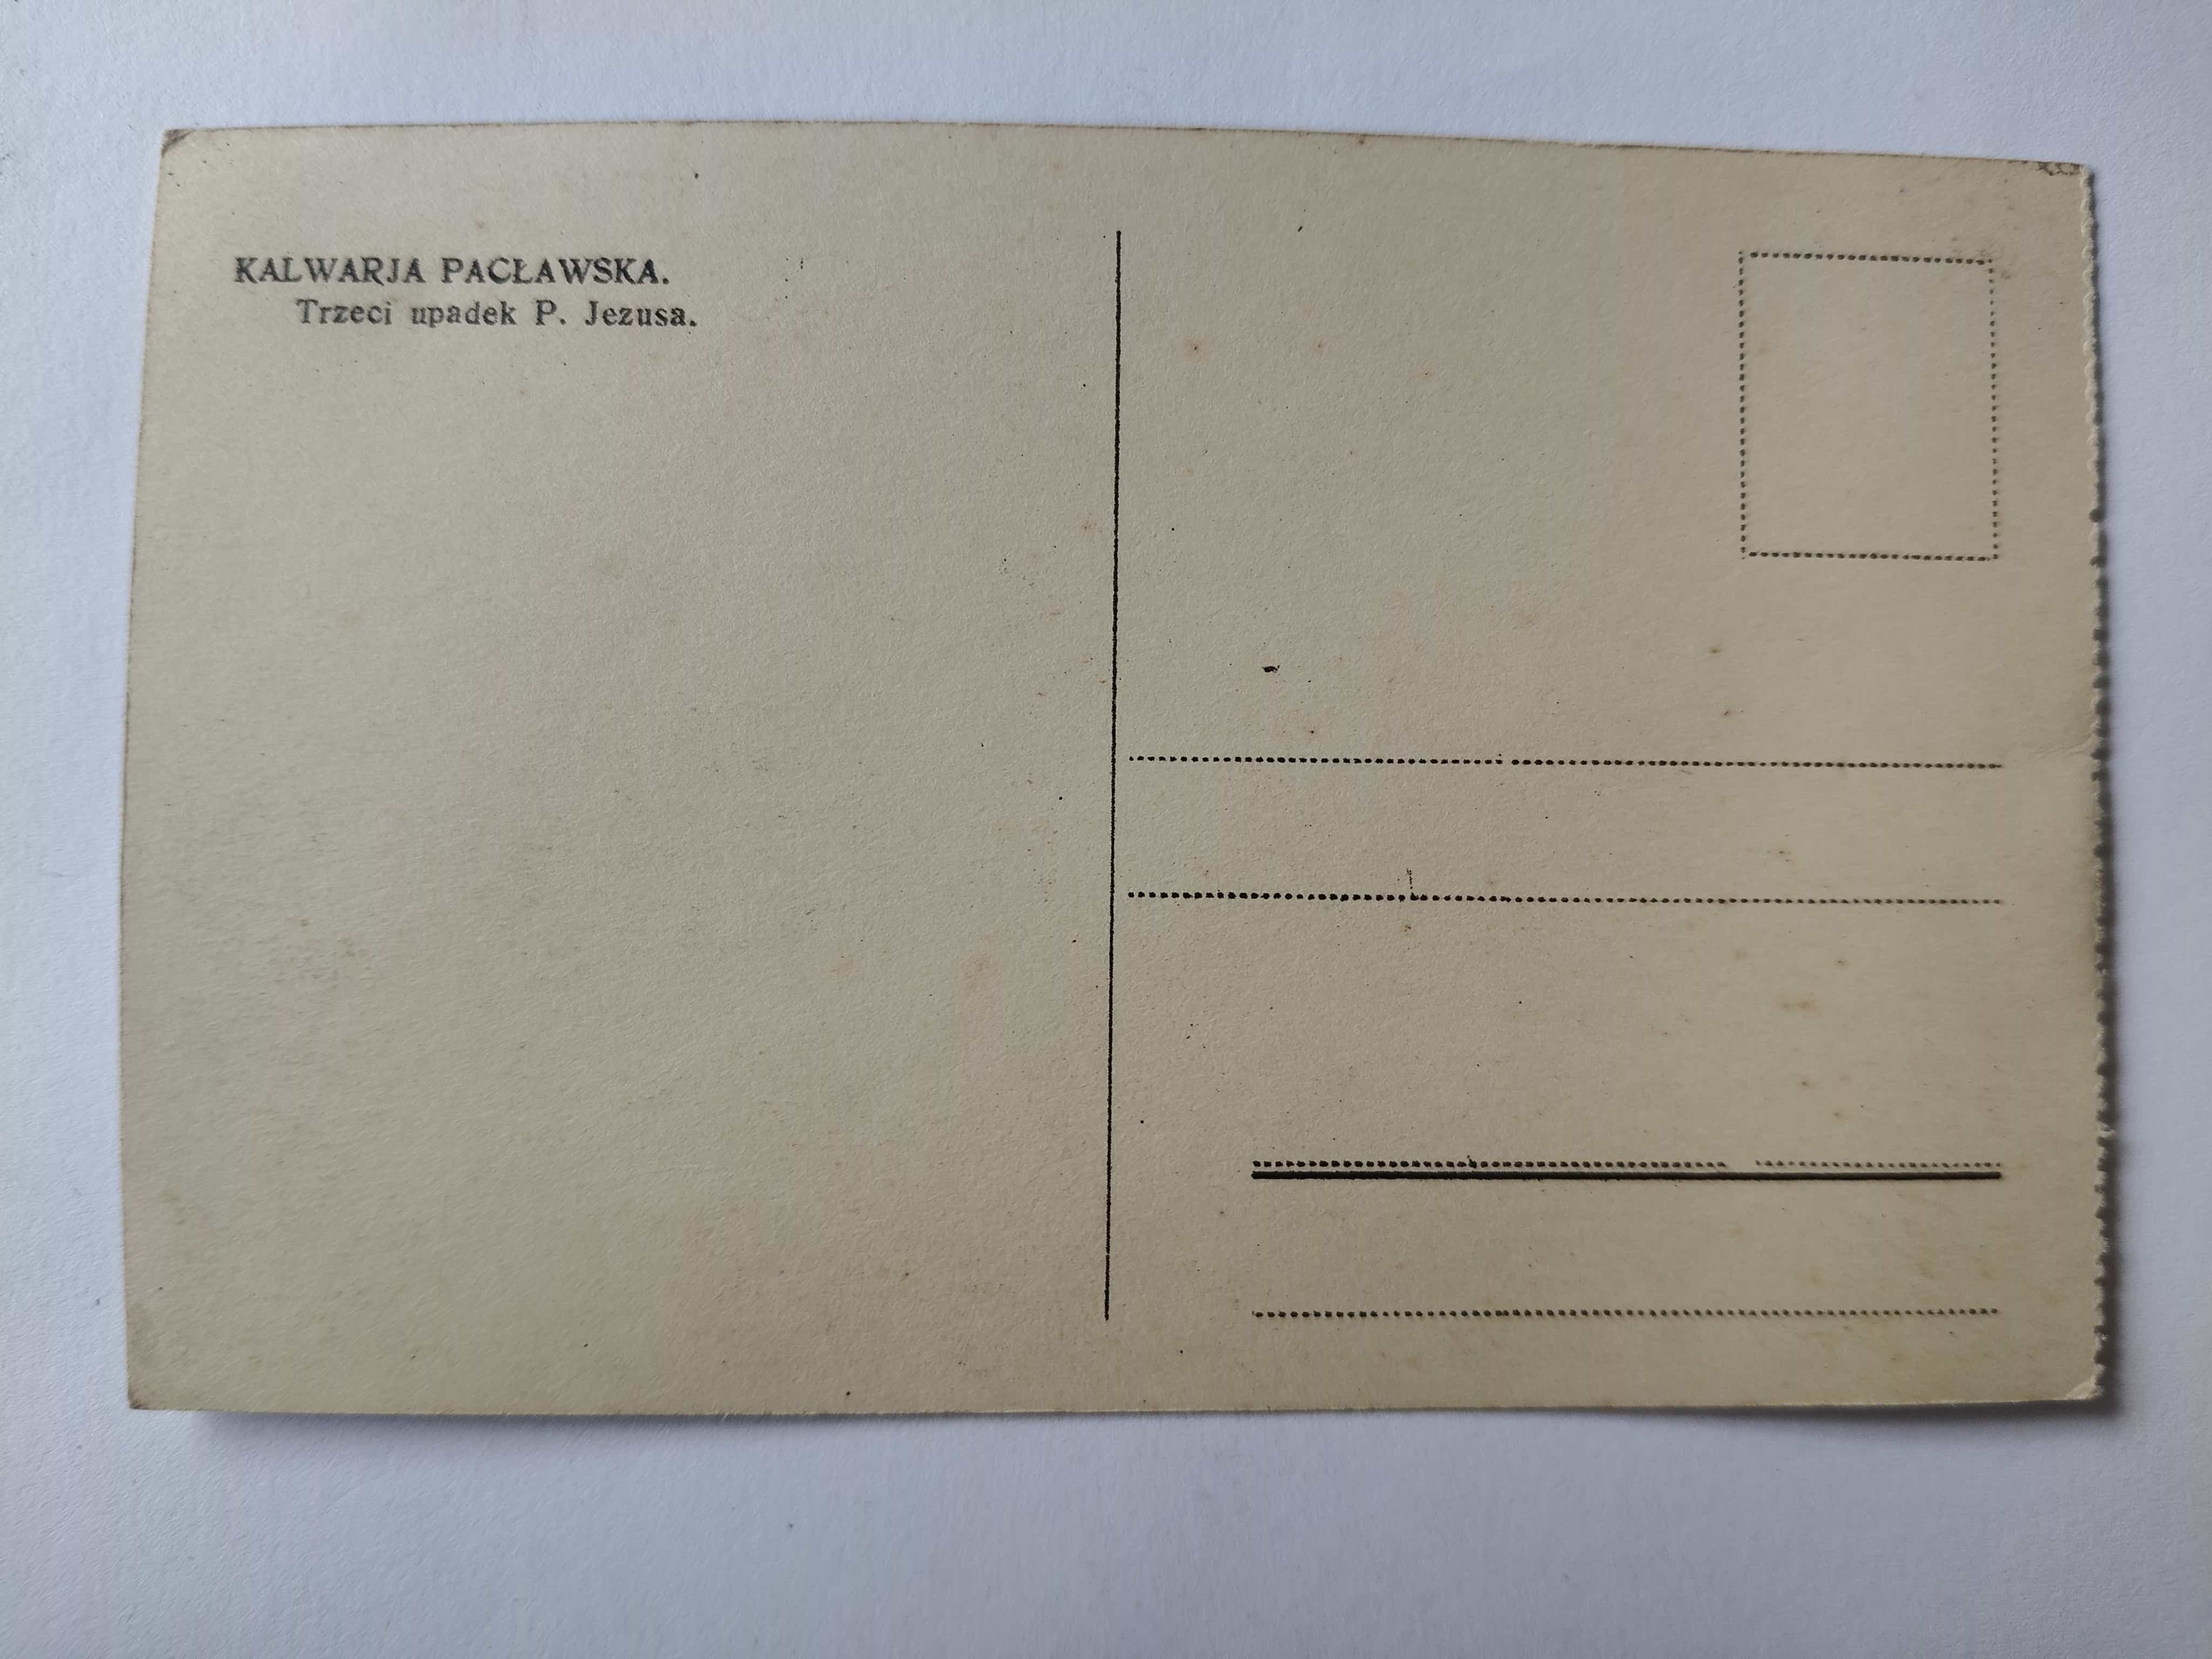 KALWARJA PACŁAWSKA.
Trzeci upadek P. Jezusa.